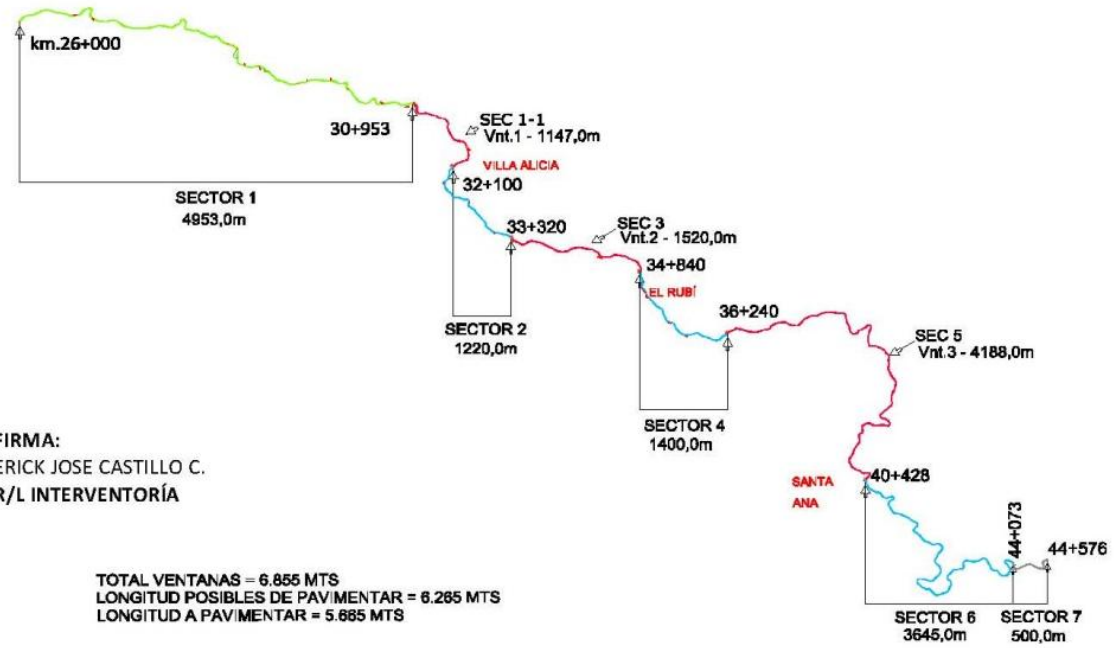 km.26+000
30+953
SECTOR 1
4953,0m
SEC 1-1
Vnt.1 - 1147,0m
VILLA ALICIA
32+100
33+320
SECTOR 2
1220,0m
SEC 3
Vnt.2 - 1520,0m
34+840
EL RUBÍ
36+240
SECTOR 4
1400,0m
SEC 5
Vnt.3 - 4188,0m
SANTA
ANA
40+428
44+073
44+576
SECTOR 6
3645,0m
SECTOR 7
500,0m
FIRMA:
ERICK JOSE CASTILLO C.
R/L INTERVENTORÍA
TOTAL VENTANAS = 6.855 MTS
LONGITUD POSIBLES DE PAVIMENTAR = 6.265 MTS
LONGITUD A PAVIMENTAR = 5.665 MTS